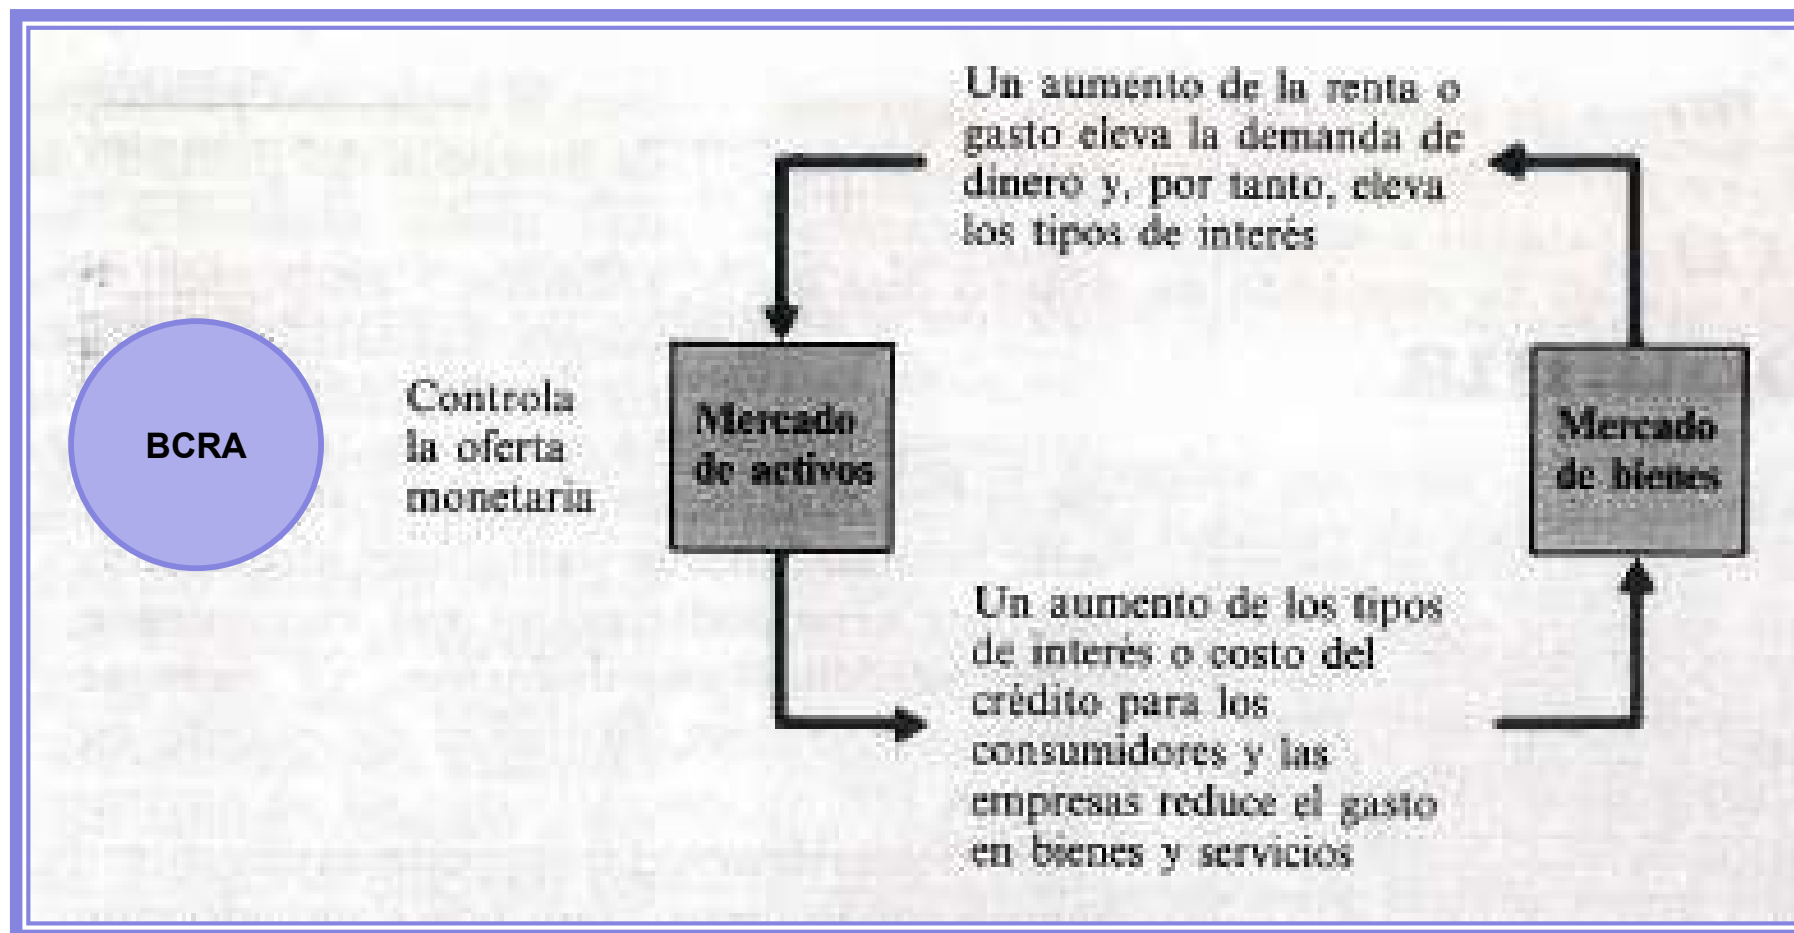 Un aumento de la renta o
gasto eleva la demanda de
dinero y, por tanto, eleva
los tipos de interés
BCRA
Controla
la oferta
monetaria
Mercado
de activos
Mercado
de bienes
Un aumento de los tipos
de interés o costo del
crédito para los
consumidores y las
empresas reduce el gasto
en bienes y servicios